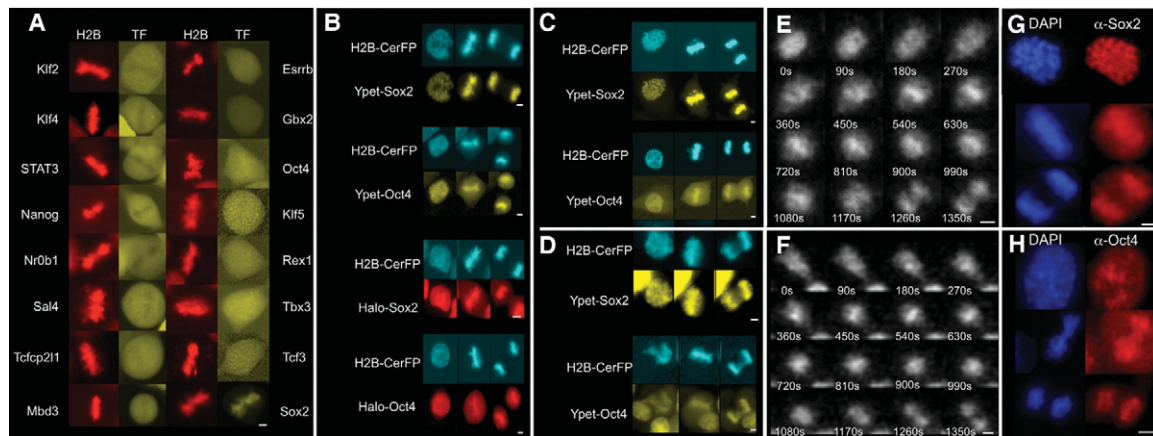 A
H2B TF H2B TF
Klf2 Esrrb
Klf4 Gbx2
STAT3 Oct4
Nanog Klf5
Nr0b1 Rex1
Sal4 Tbx3
Tcfcp2l1 Tcf3
Mbd3 Sox2
B
H2B-CerFP
Ypet-Sox2
H2B-CerFP
Ypet-Oct4
H2B-CerFP
Halo-Sox2
H2B-CerFP
Halo-Oct4
C
H2B-CerFP
Ypet-Sox2
H2B-CerFP
Ypet-Oct4
D
H2B-CerFP
Ypet-Sox2
H2B-CerFP
Ypet-Oct4
E
0s 90s 180s 270s
360s 450s 540s 630s
720s 810s 900s 990s
1080s 1170s 1260s 1350s
F
0s 90s 180s 270s
360s 450s 540s 630s
720s 810s 900s 990s
1080s 1170s 1260s 1350s
G
DAPI α-Sox2
H
DAPI α-Oct4